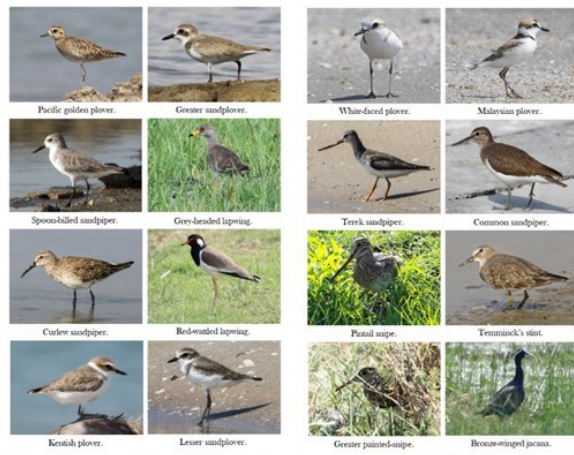 Pacific golden plover.
Greater sandplover.
Spoon-billed sandpiper.
Grey-headed lapwing.
Curlew sandpiper.
Red-wattled lapwing.
Kentish plover.
Lesser sandplover.
White-faced plover.
Malaysian plover.
Terek sandpiper.
Common sandpiper.
Pintail snipe.
Temminck's stint.
Greater painted-snipe.
Bronze-winged jacana.